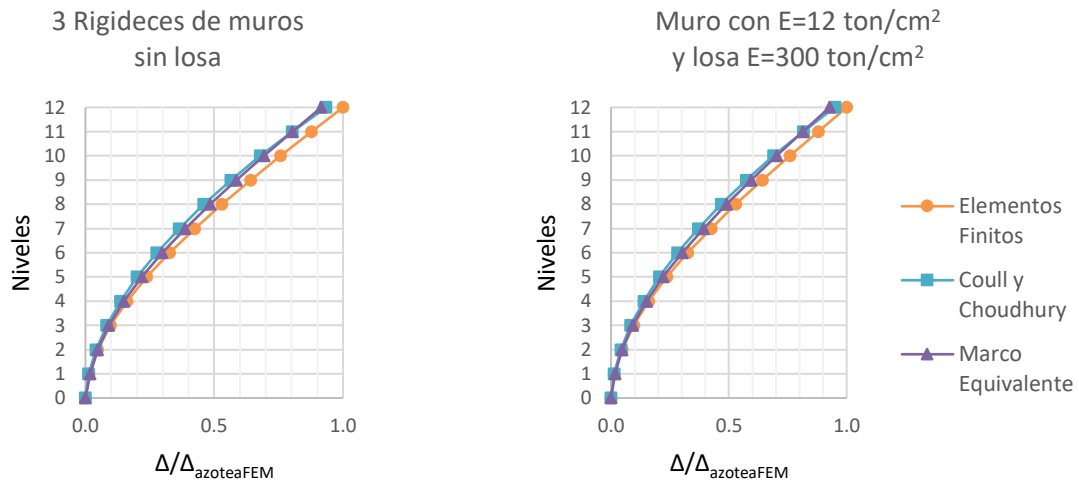 3 Rigideces de muros
sin losa
Niveles
12
11
10
9
8
7
6
5
4
3
2
1
0
0.0 0.5 1.0
Δ/Δazotea​FEM
Muro con E=12 ton/cm²
y losa E=300 ton/cm²
Niveles
12
11
10
9
8
7
6
5
4
3
2
1
0
0.0 0.5 1.0
Δ/ΔazoteaFEM
Elementos
Finitos
Coull y
Choudhury
Marco
Equivalente